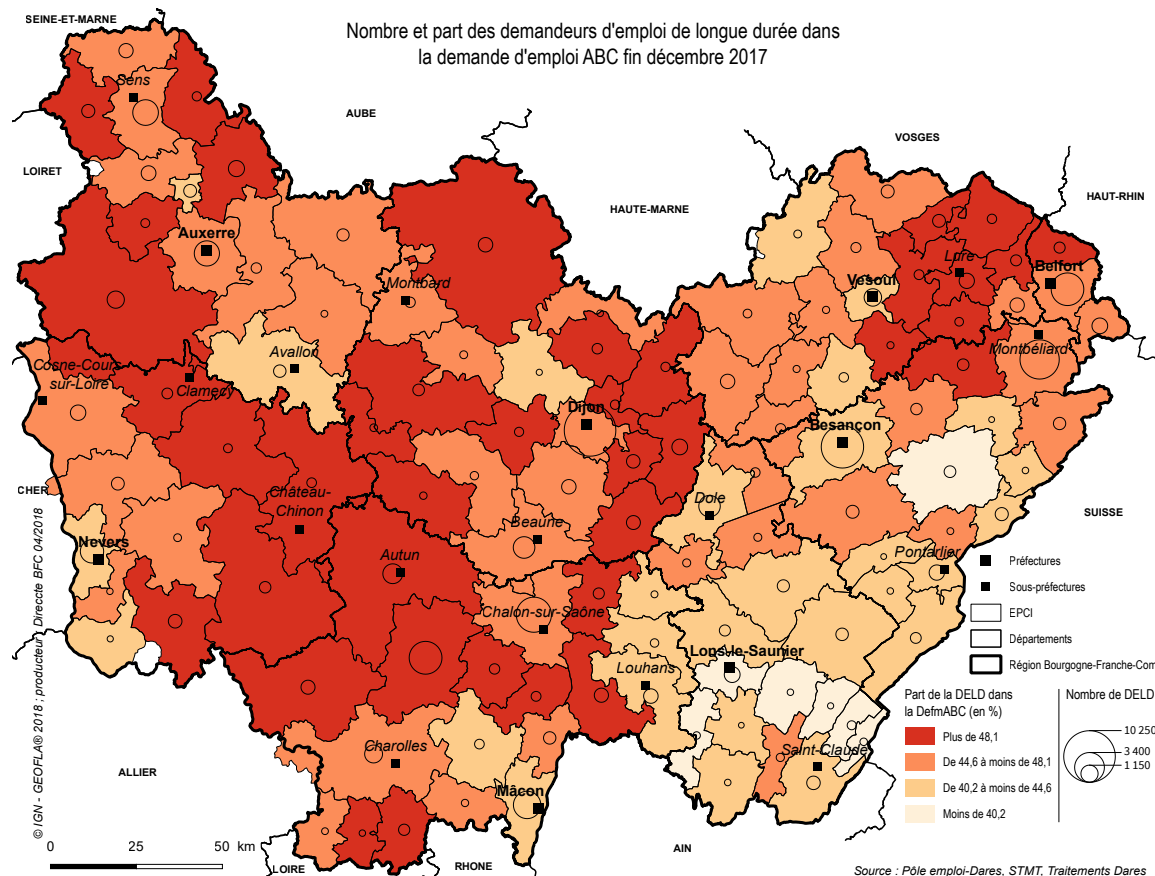 Nombre et part des demandeurs d'emploi de longue durée dans
la demande d'emploi ABC fin décembre 2017
SEINE-ET-MARNE
Sens
AUBE
VOSGES
LOIRET
HAUTE-MARNE
HAUT-RHIN
Auxerre
Lure
Belfort
Montbard
Vesoul
Montbéliard
Avallon
Cosne-Cours-
sur-Loire
Clamecy
Dijon
Besançon
CHER
Château-
Chinon
Dole
Beaune
SUISSE
Nevers
Autun
Pontarlier
Chalon-sur-Saône
Lons-le-Saunier
Louhans
Charolles
Saint-Claude
ALLIER
Mâcon
AIN
LOIRE
RHONE
Préfectures
Sous-préfectures
EPCI
Départements
Région Bourgogne-Franche-Com
Part de la DELD dans
la DefmABC (en %)
Plus de 48,1
De 44,6 à moins de 48,1
De 40,2 à moins de 44,6
Moins de 40,2
Nombre de DELD
10 250
3 400
1 150
© IGN - GEOFLA® 2018 ; producteur : Direccte BFC 04/2018
0 25 50 km
Source : Pôle emploi-Dares, STMT, Traitements Dares